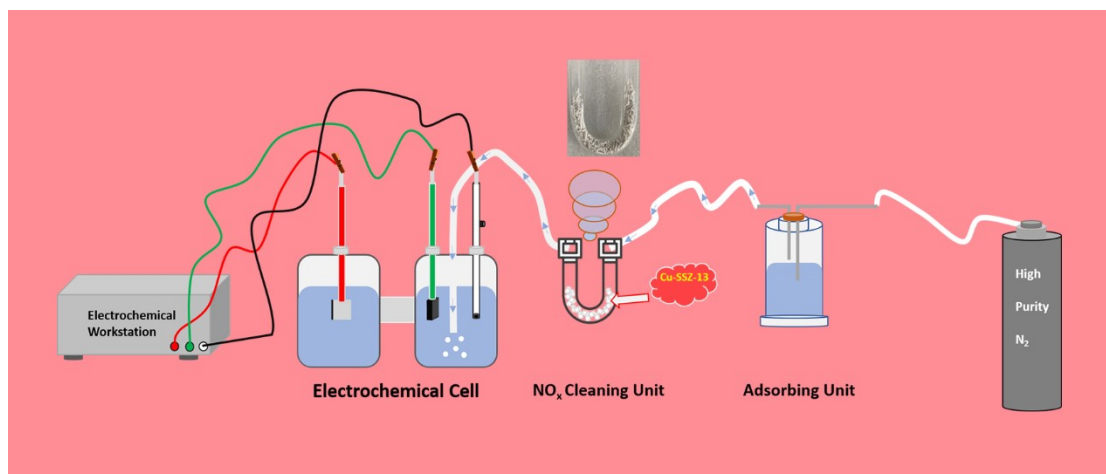 Electrochemical
Workstation
Electrochemical Cell
Cu-SSZ-13
NOₓ Cleaning Unit
Adsorbing Unit
High
Purity
N₂